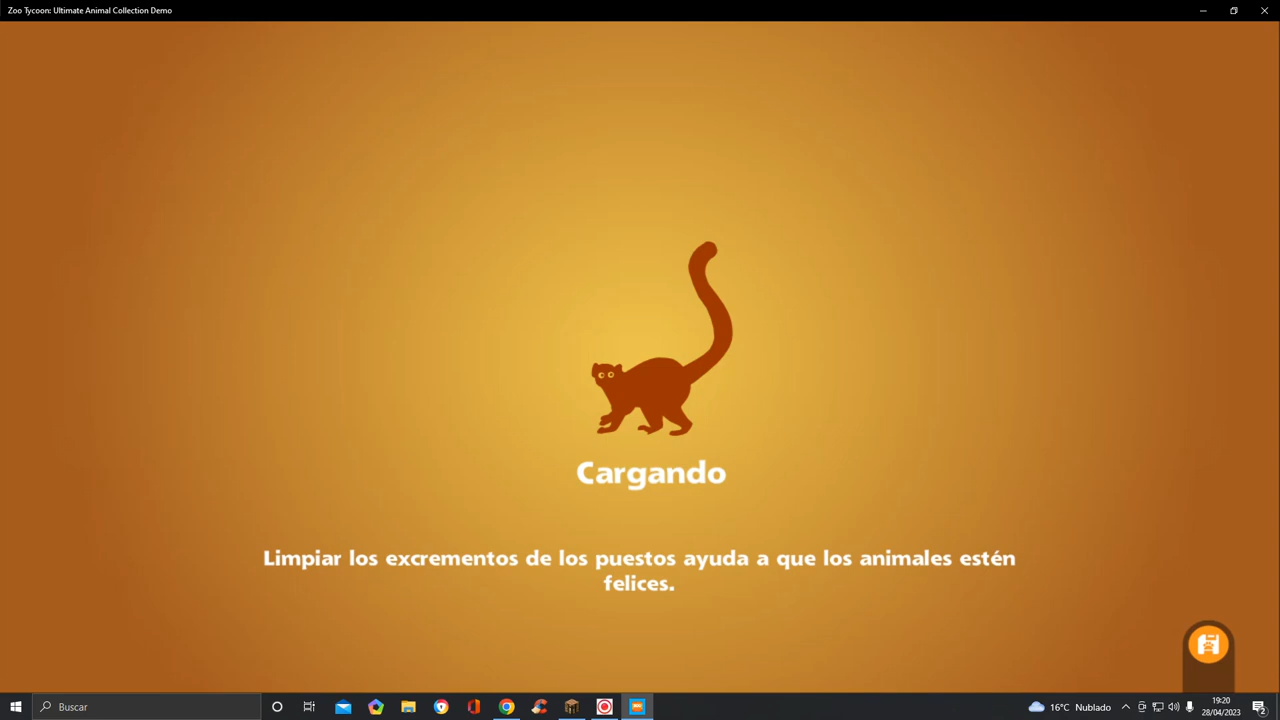 Zoo Tycoon: Ultimate Animal Collection Demo
Cargando
Limpiar los excrementos de los puestos ayuda a que los animales estén
felices.
Buscar
16°C Nublado
19:20
28/04/2023
2